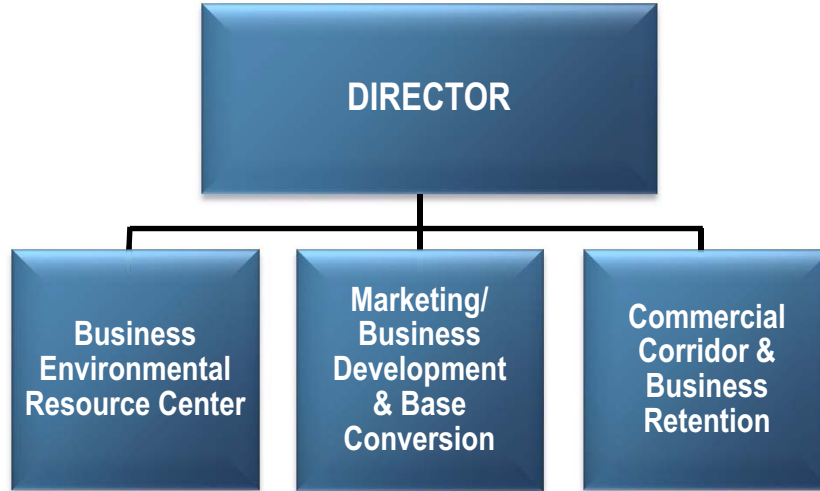 DIRECTOR
Business
Environmental
Resource Center
Marketing/
Business
Development
& Base
Conversion
Commercial
Corridor &
Business
Retention